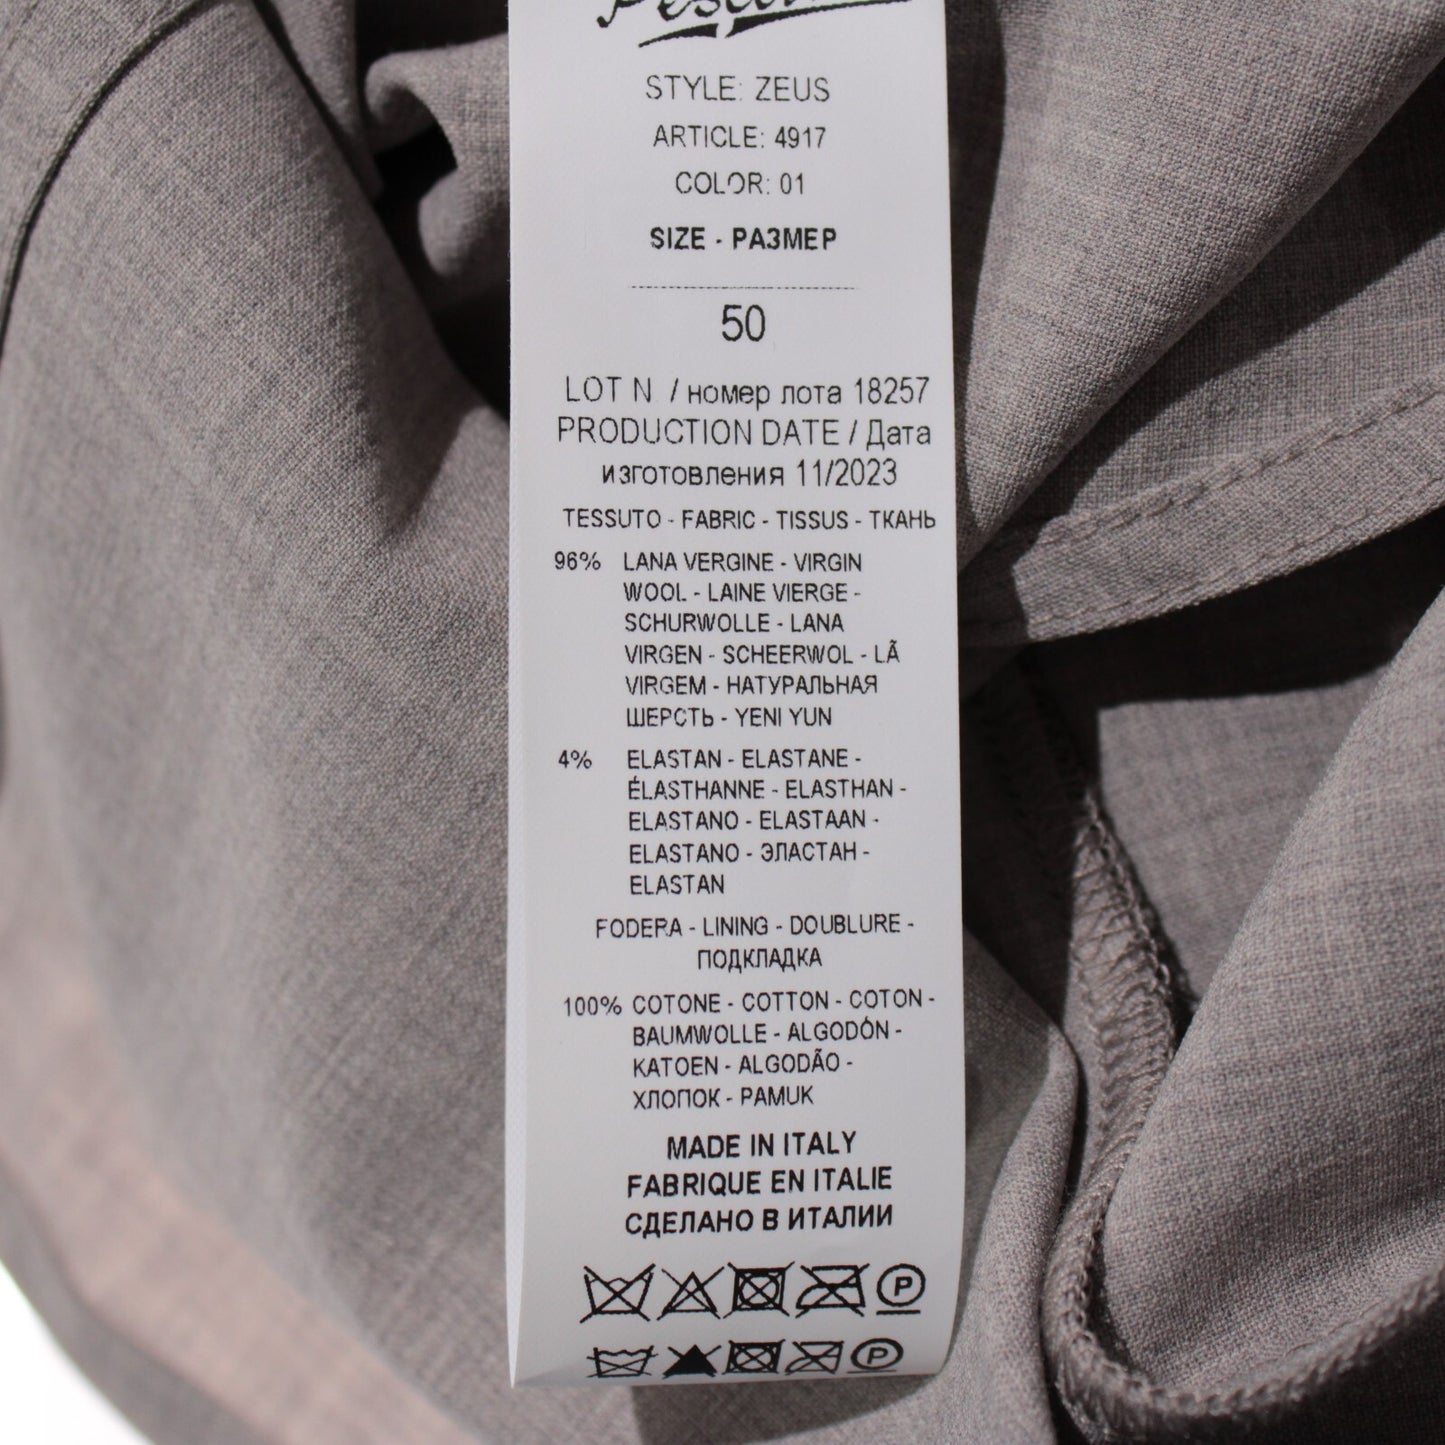 STYLE: ZEUS
ARTICLE: 4917
COLOR: 01
SIZE - РАЗМЕР
50
LOT N. / номер лота 18257
PRODUCTION DATE / Дата
изготовления 11/2023
TESSUTO - FABRIC - TISSUS - ТКАНЬ
96% LANA VERGINE - VIRGIN
WOOL - LAINE VIERGE -
SCHURWOLLE - LANA
VIRGEN - SCHEERWOL - LÃ
VIRGEM - НАТУРАЛЬНАЯ
ШЕРСТЬ - YENI YUN
4% ELASTAN - ELASTANE -
ÉLASTHANNE - ELASTHAN -
ELASTANO - ELASTAAN -
ELASTANO - ЭЛАСТАН -
ELASTAN
FODERA - LINING - DOUBLURE -
ПОДКЛАДКА
100% COTONE - COTTON - COTON -
BAUMWOLLE - ALGODÓN -
KATOEN - ALGODÃO -
ХЛОПОК - PAMUK
MADE IN ITALY
FABRIQUE EN ITALIE
СДЕЛАНО В ИТАЛИИ
P
P